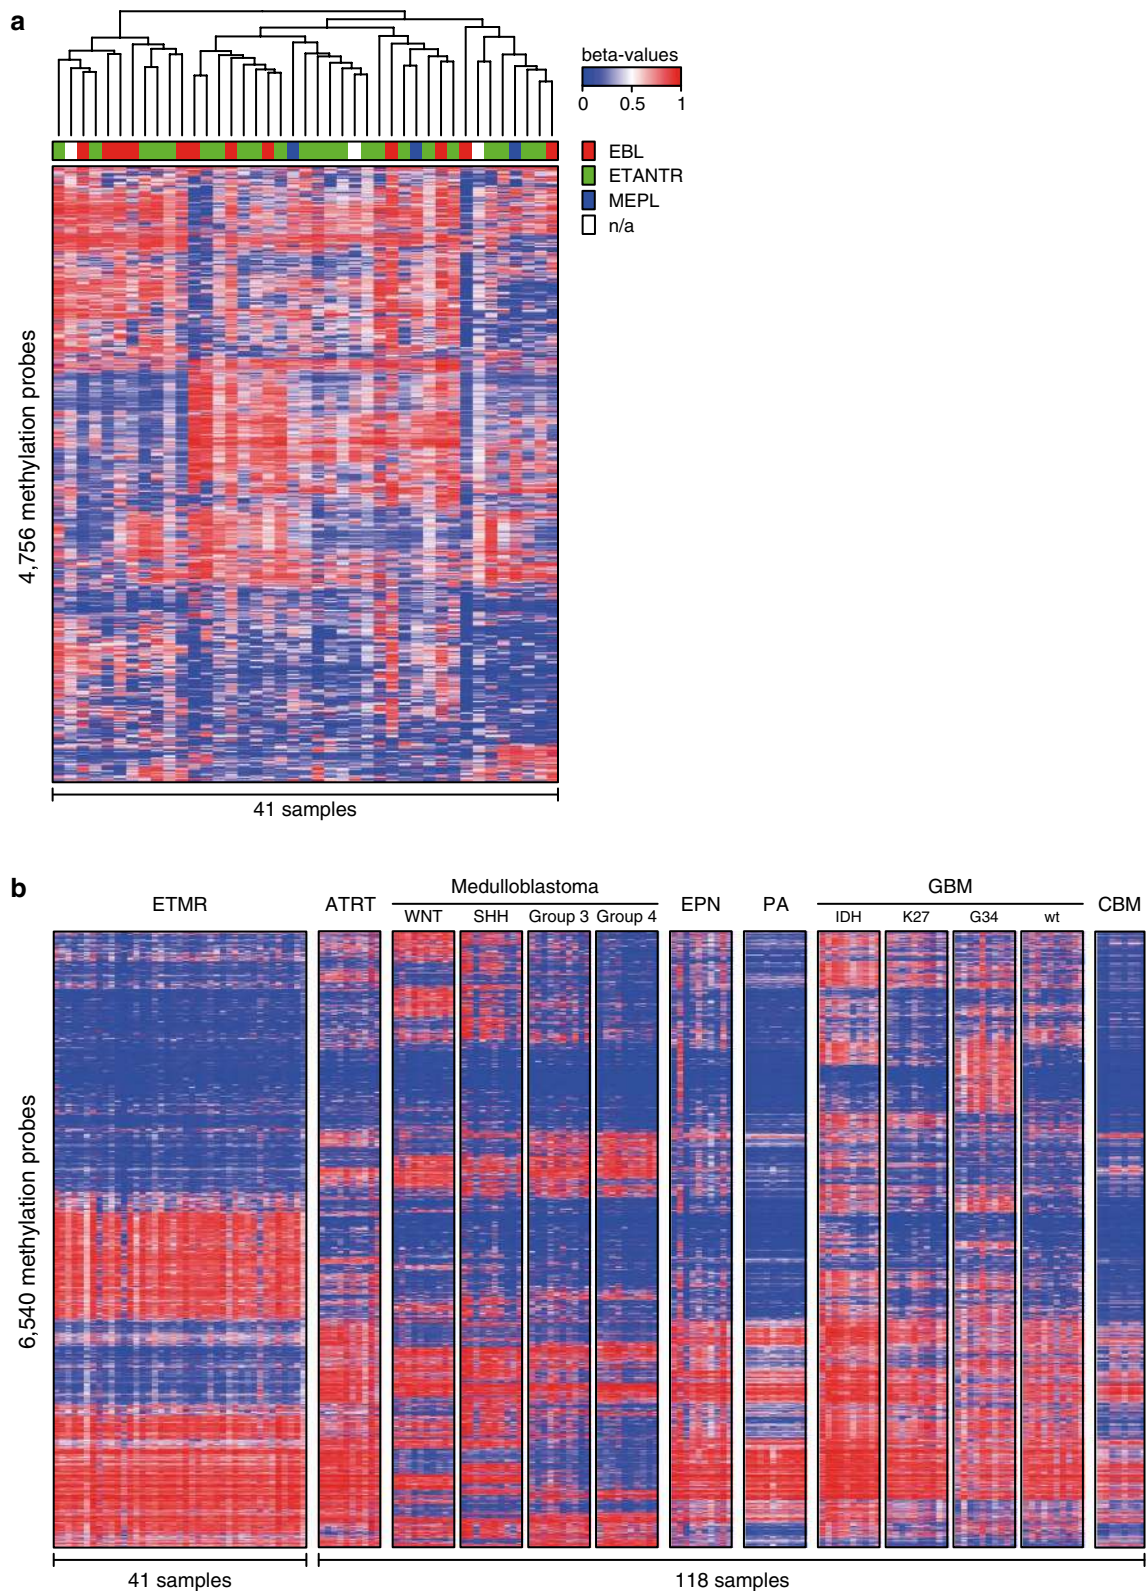 a
beta-values
0 0.5 1
EBL
ETANTR
MEPL
n/a
4,756 methylation probes
41 samples
b
ETMR
ATRT
Medulloblastoma
WNT SHH Group 3 Group 4
EPN
PA
GBM
IDH K27 G34 wt
CBM
6,540 methylation probes
41 samples
118 samples